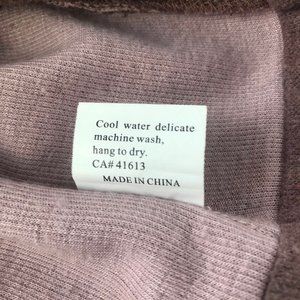 Cool water delicate
machine wash,
hang to dry.
CA# 41613
MADE IN CHINA